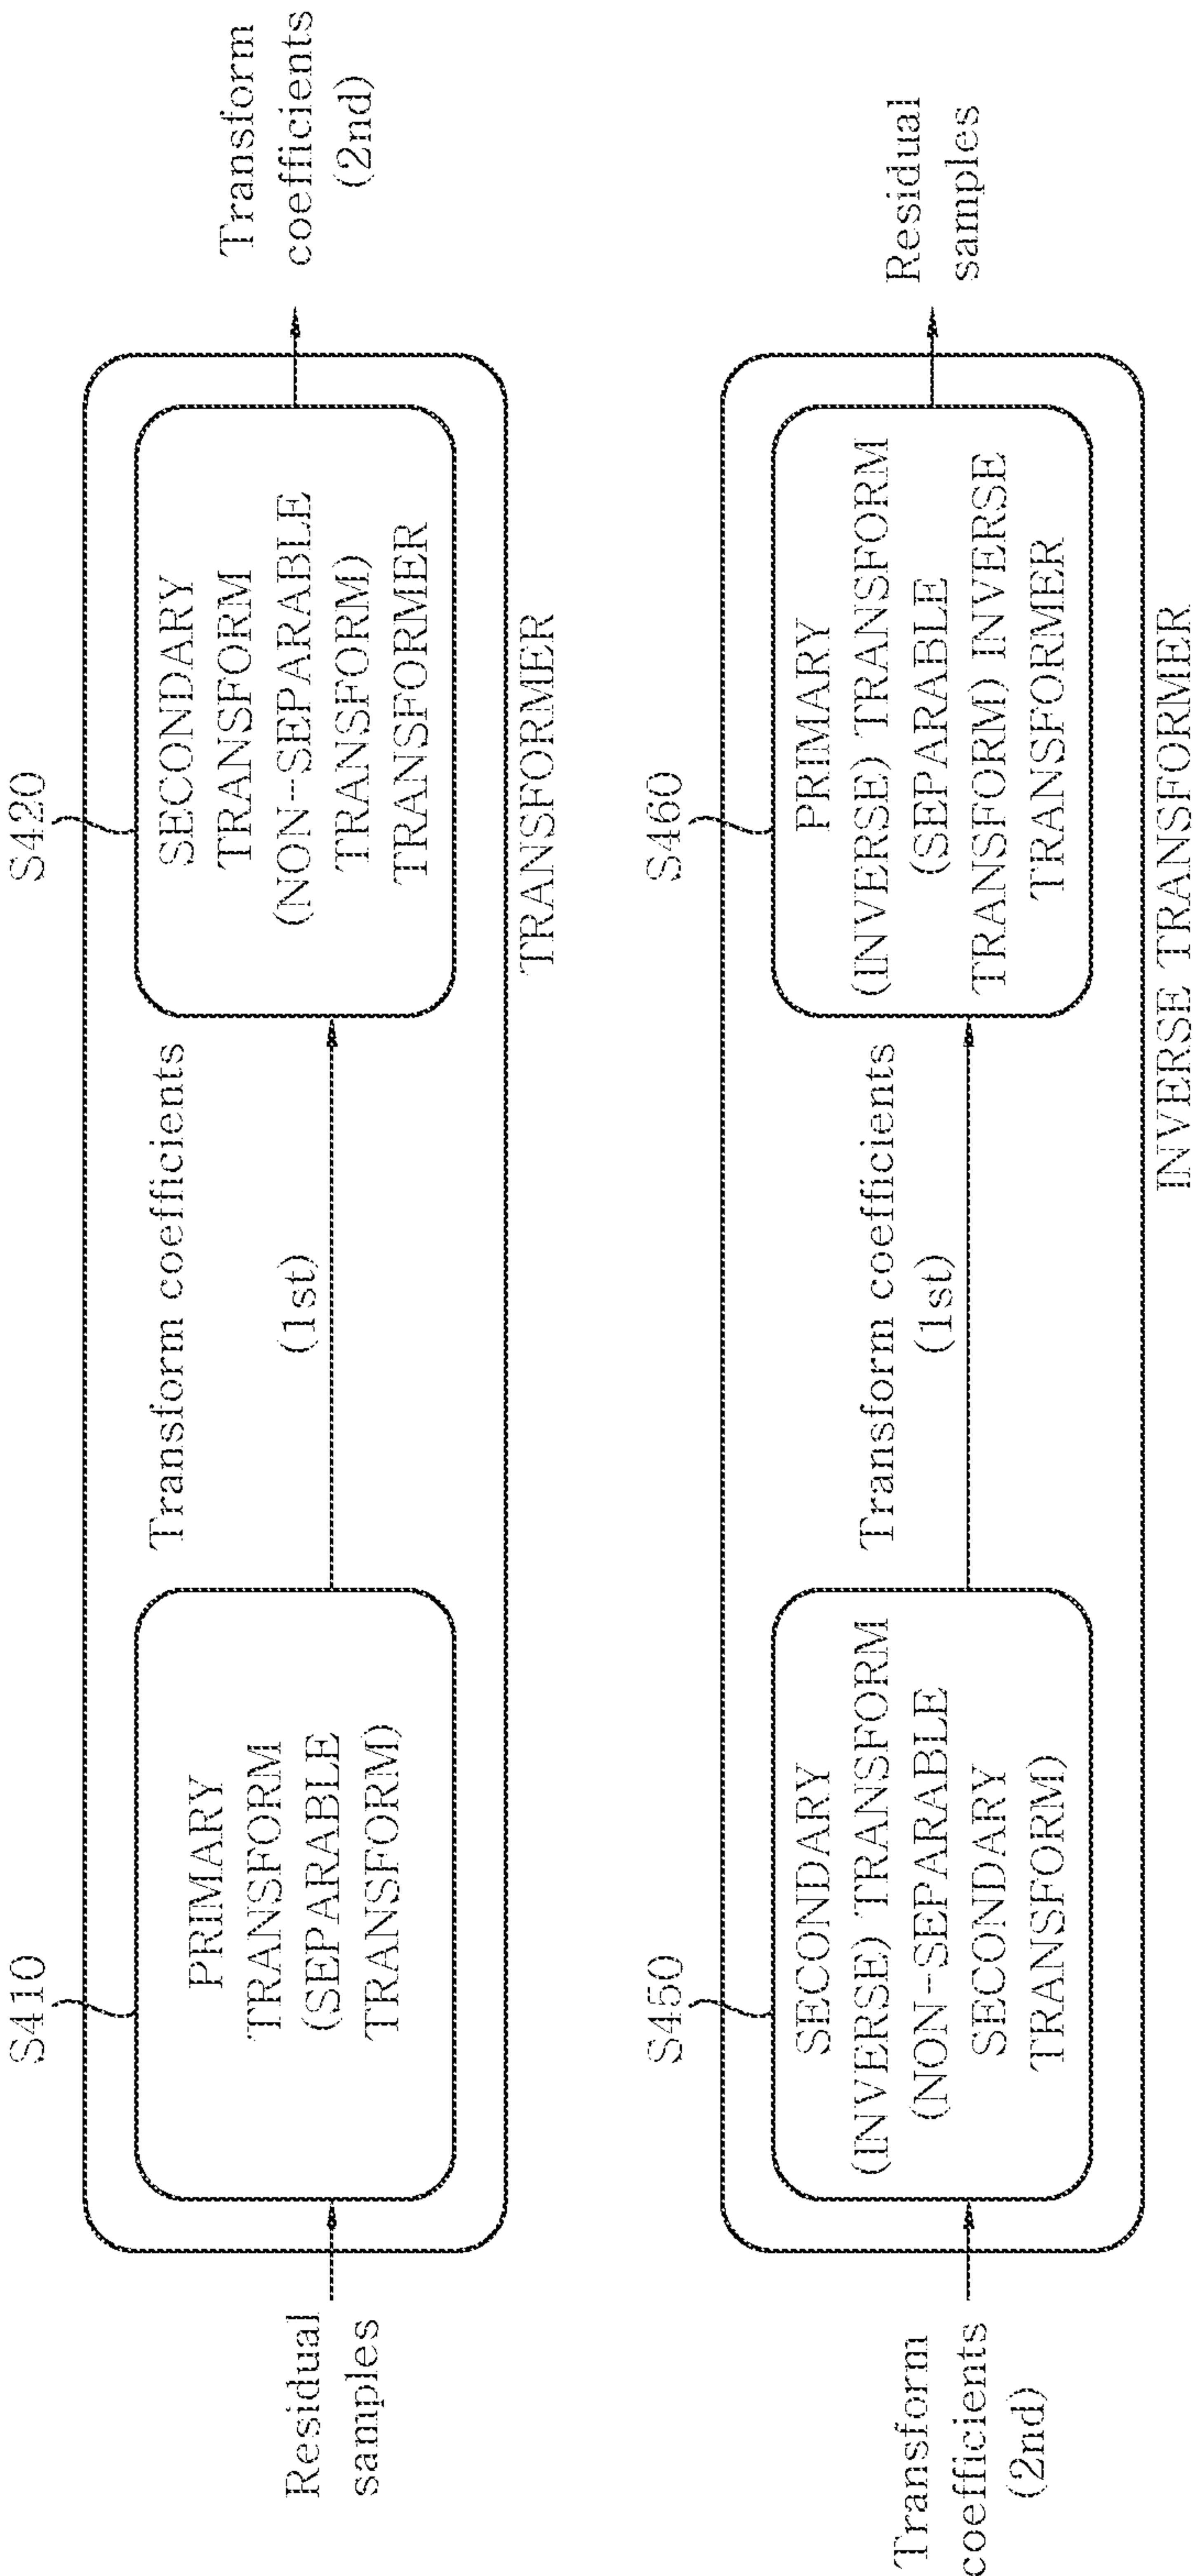 S410
S420
Residual
samples
PRIMARY
TRANSFORM
(SEPARABLE
TRANSFORM)
Transform coefficients
(1st)
SECONDARY
TRANSFORM
(NON-SEPARABLE
TRANSFORM)
TRANSFORMER
Transform
coefficients
(2nd)
TRANSFORMER
S450
S460
Transform
coefficients
(2nd)
SECONDARY
(INVERSE) TRANSFORM
(NON-SEPARABLE
SECONDARY
TRANSFORM)
Transform coefficients
(1st)
PRIMARY
(INVERSE) TRANSFORM
(SEPARABLE
TRANSFORM) INVERSE
TRANSFORMER
Residual
samples
INVERSE TRANSFORMER